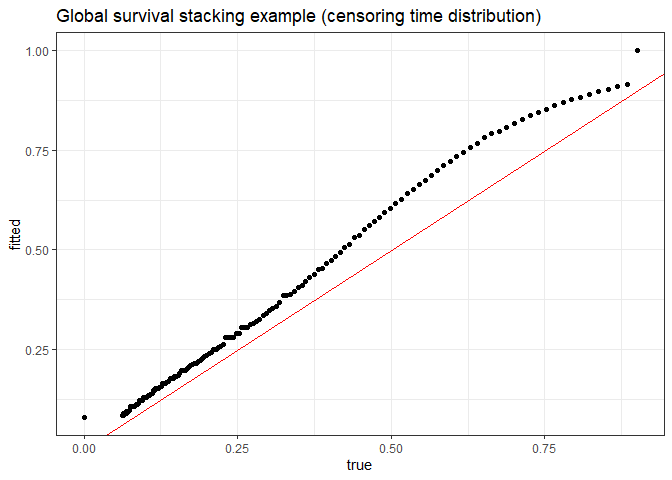 Global survival stacking example (censoring time distribution)
1.00
0.75
0.50
0.25
fitted
0.00 0.25 0.50 0.75
true